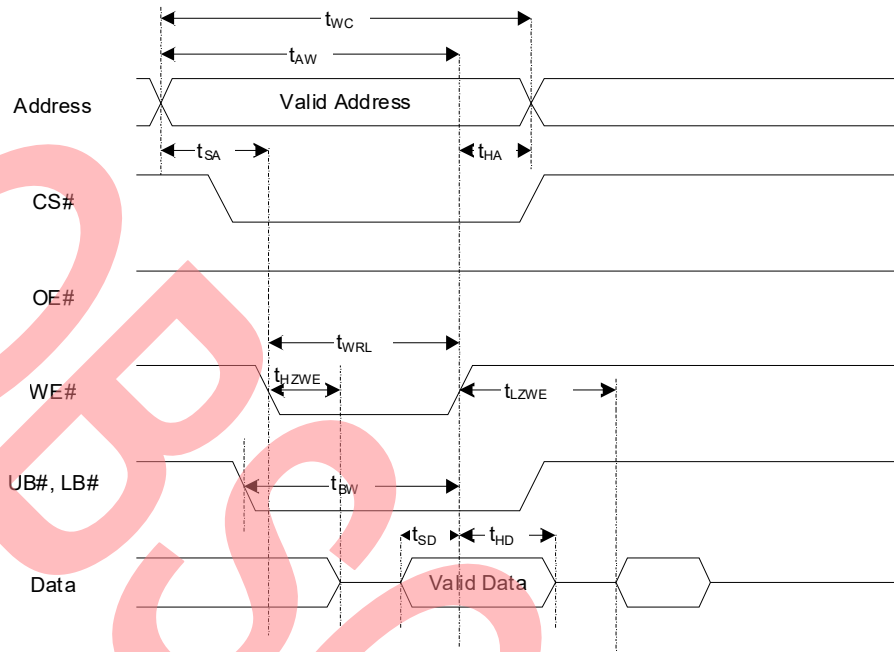 tWC
tAW
Address
Valid Address
tSA
tHA
CS#
OE#
tWRL
tHZWE
WE#
tLZWE
UB#, LB#
tBW
tSD
tHD
Data
Valid Data
OBSO